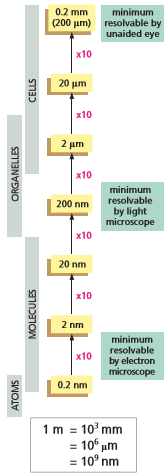 0.2 mm
(200 μm)
minimum
resolvable by
unaided eye
x10
20 μm
CELLS
x10
2 μm
ORGANELLES
x10
200 nm
minimum
resolvable
by light
microscope
x10
20 nm
MOLECULES
x10
2 nm
minimum
resolvable
by electron
microscope
x10
0.2 nm
ATOMS
1 m = 10³ mm
= 10⁶ μm
= 10⁹ nm